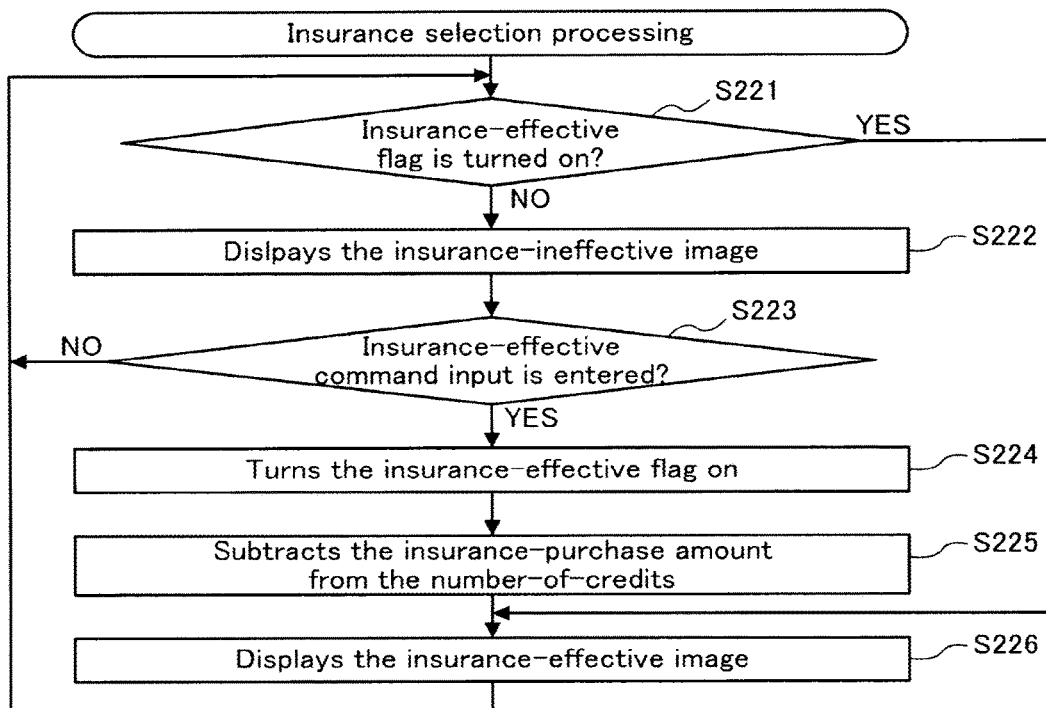 Insurance selection processing
S221
Insurance-effective
flag is turned on?
YES
NO
Dislpays the insurance-ineffective image
S222
S223
NO
Insurance-effective
command input is entered?
YES
Turns the insurance-effective flag on
S224
Subtracts the insurance-purchase amount
from the number-of-credits
S225
Displays the insurance-effective image
S226